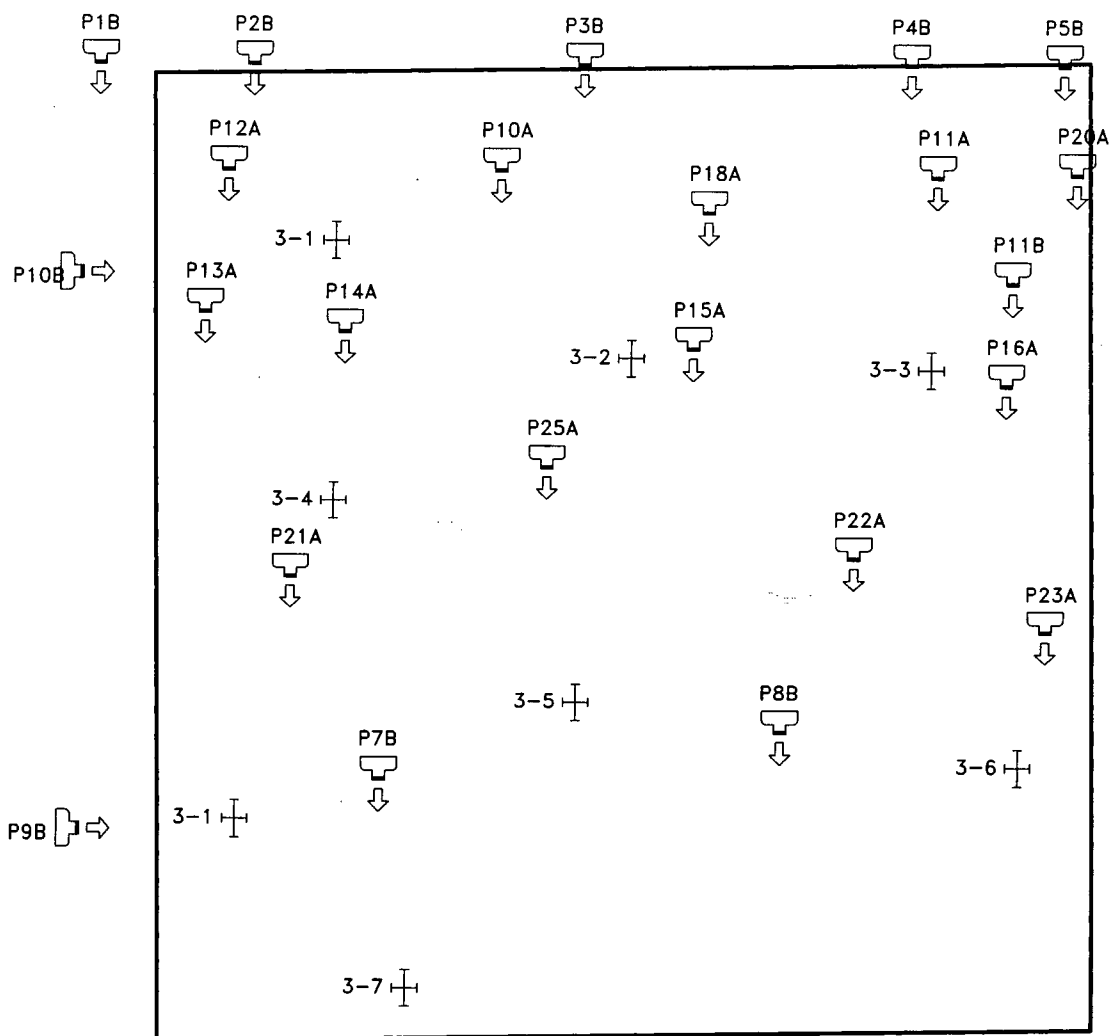 P1B
P2B
P3B
P4B
P5B
P12A
P10A
P11A
P20A
P18A
3-1
P10B
P13A
P14A
P11B
P15A
3-2
3-3
P16A
P25A
3-4
P21A
P22A
P23A
3-5
P8B
P7B
3-6
3-1
P9B
3-7